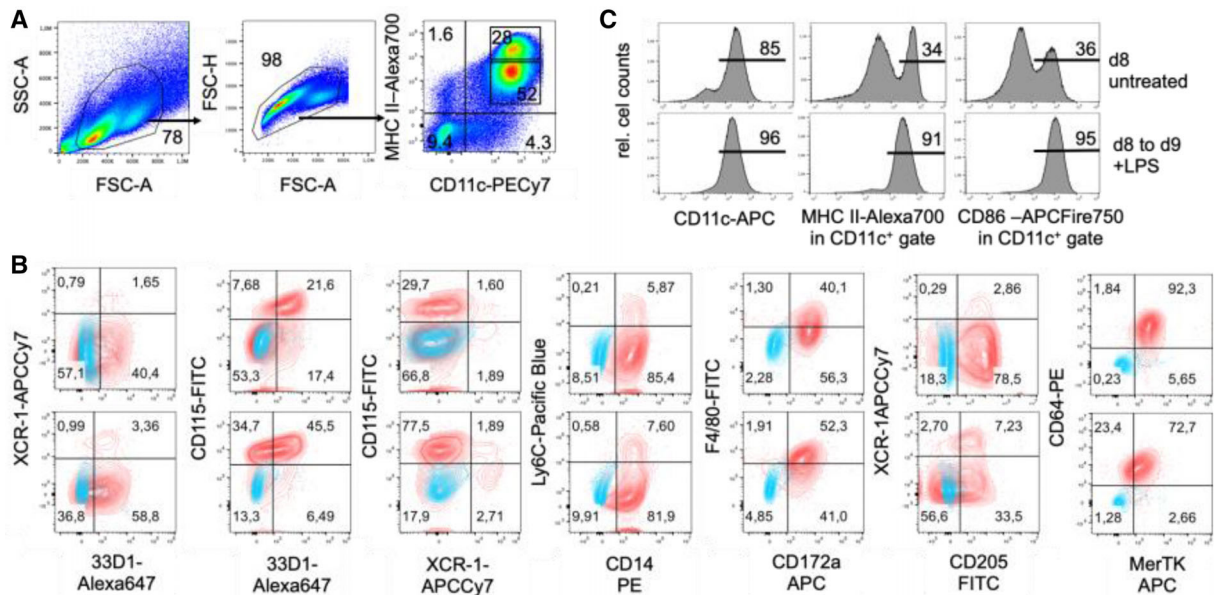 A
SSC-A
78
FSC-A
98
FSC-H
FSC-A
MHC II–Alexa700
1.6
28
52
9.4
4.3
CD11c-PECy7
C
rel. cel counts
85
34
36
d8
untreated
96
91
95
d8 to d9
+LPS
CD11c-APC
MHC II-Alexa700
in CD11c⁺ gate
CD86 –APCFire750
in CD11c⁺ gate
B
XCR-1-APCCy7
0,79 1,65
57,1 40,4
0,99 3,36
36,8 58,8
33D1-
Alexa647
CD115-FITC
7,68 21,6
53,3 17,4
34,7 45,5
13,3 6,49
33D1-
Alexa647
CD115-FITC
29,7 1,60
66,8 1,89
77,5 1,89
17,9 2,71
XCR-1-
APCCy7
Ly6C-Pacific Blue
0,21 5,87
8,51 85,4
0,58 7,60
9,91 81,9
CD14
PE
F4/80-FITC
1,30 40,1
2,28 56,3
1,91 52,3
4,85 41,0
CD172a
APC
XCR-1APCCy7
0,29 2,86
18,3 78,5
2,70 7,23
56,6 33,5
CD205
FITC
CD64-PE
1,84 92,3
0,23 5,65
23,4 72,7
1,28 2,66
MerTK
APC